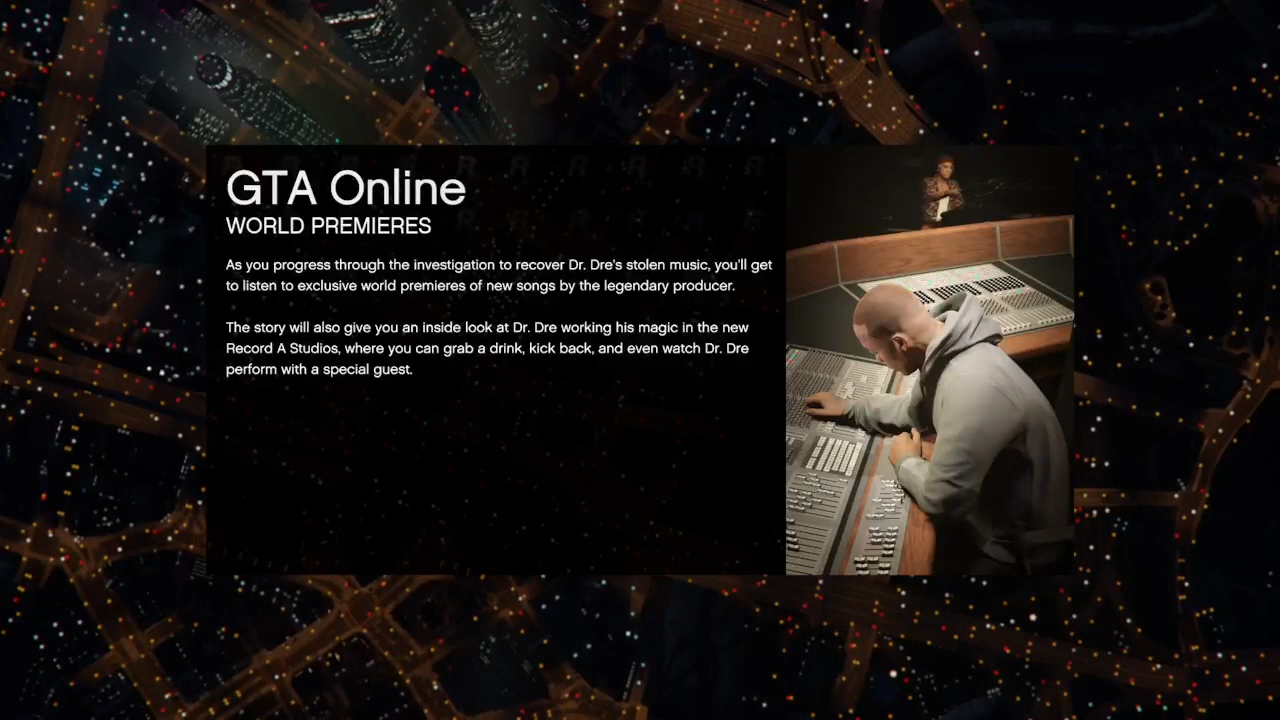 GTA Online
WORLD PREMIERES
As you progress through the investigation to recover Dr. Dre's stolen music, you'll get
to listen to exclusive world premieres of new songs by the legendary producer.
The story will also give you an inside look at Dr. Dre working his magic in the new
Record A Studios, where you can grab a drink, kick back, and even watch Dr. Dre
perform with a special guest.